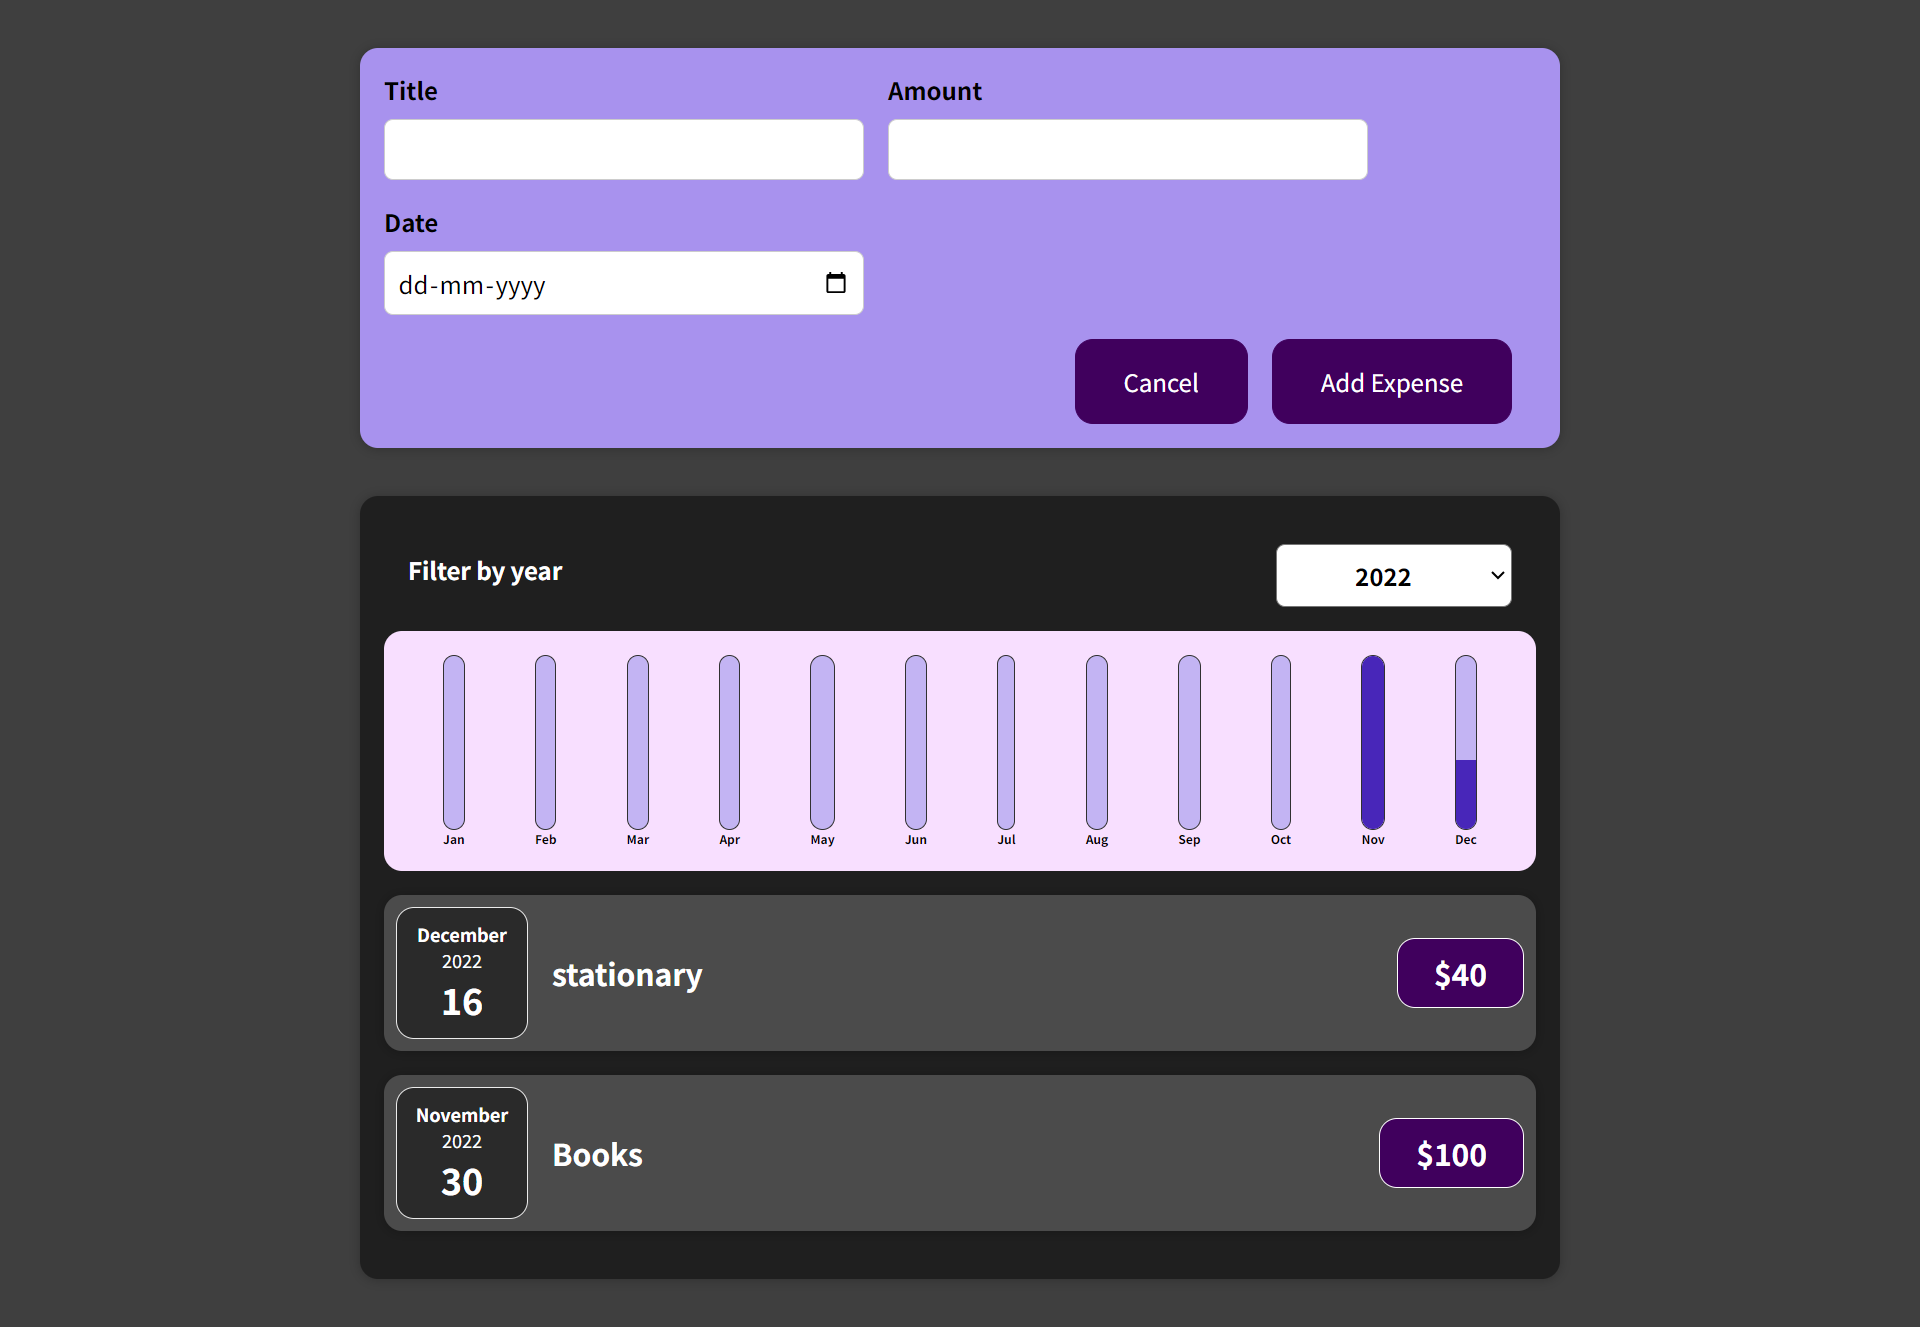 Title
Amount
Date
dd-mm-yyyy
Cancel
Add Expense
Filter by year
2022
Jan
Feb
Mar
Apr
May
Jun
Jul
Aug
Sep
Oct
Nov
Dec
December
2022
16
stationary
$40
November
2022
30
Books
$100